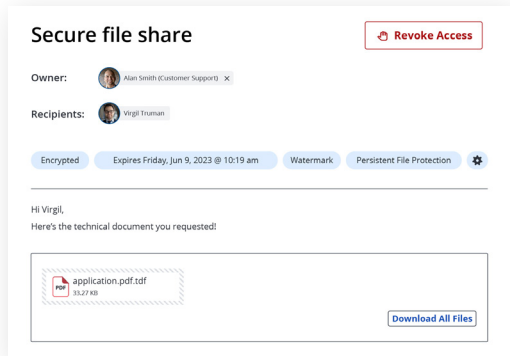 Secure file share
Revoke Access
Owner: Alan Smith (Customer Support) X
Recipients: Virgil Truman
Encrypted Expires Friday, Jun 9, 2023 @ 10:19 am Watermark Persistent File Protection
Hi Virgil,
Here's the technical document you requested!
PDF application.pdf.tdf
33.27 KB
Download All Files